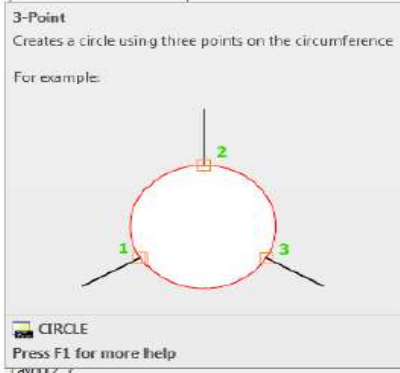 3-Point
Creates a circle using three points on the circumference
For example:
2
1
3
CIRCLE
Press F1 for more help